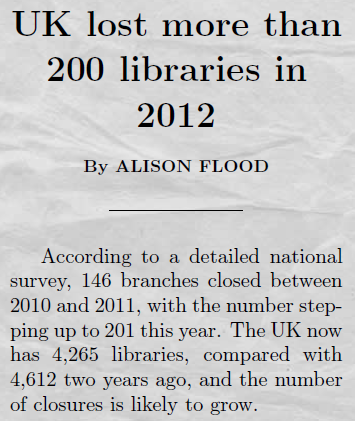 UK lost more than
200 libraries in
2012
By ALISON FLOOD
According to a detailed national
survey, 146 branches closed between
2010 and 2011, with the number step-
ping up to 201 this year. The UK now
has 4,265 libraries, compared with
4,612 two years ago, and the number
of closures is likely to grow.